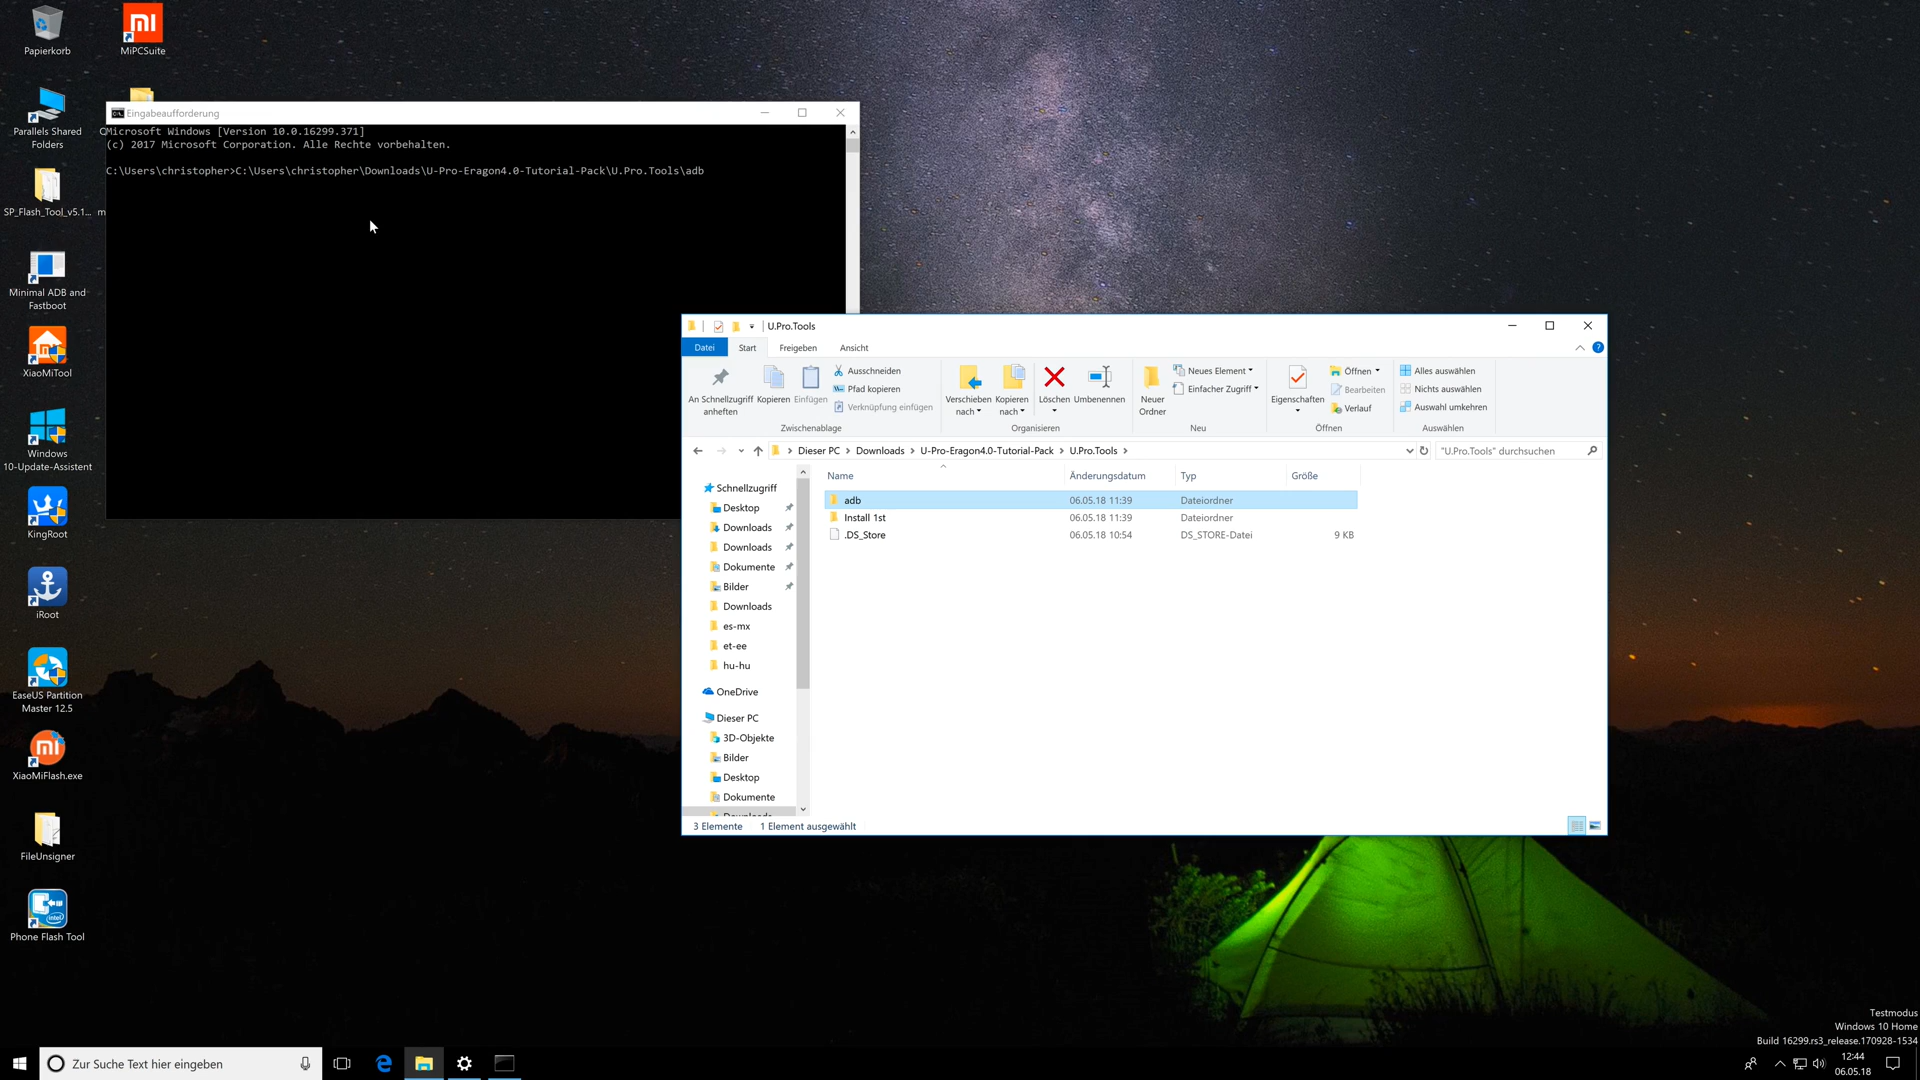 Papierkorb
MiPCSuite
Parallels Shared
Folders
SP_Flash_Tool_v5.1...
Minimal ADB and
Fastboot
XiaoMiTool
Windows
10-Update-Assistent
KingRoot
iRoot
EaseUS Partition
Master 12.5
XiaoMiFlash.exe
FileUnsigner
Phone Flash Tool
Eingabeaufforderung
Microsoft Windows [Version 10.0.16299.371]
(c) 2017 Microsoft Corporation. Alle Rechte vorbehalten.
C:\Users\christopher>C:\Users\christopher\Downloads\U-Pro-Eragon4.0-Tutorial-Pack\U.Pro.Tools\adb
U.Pro.Tools
Datei Start Freigeben Ansicht
An Schnellzugriff
anheften
Kopieren
Einfügen
Ausschneiden
Pfad kopieren
Verknüpfung einfügen
Zwischenablage
Verschieben
nach
Kopieren
nach
Löschen
Umbenennen
Organisieren
Neuer
Ordner
Neues Element
Einfacher Zugriff
Neu
Eigenschaften
Öffnen
Bearbeiten
Verlauf
Öffnen
Alles auswählen
Nichts auswählen
Auswahl umkehren
Auswählen
Dieser PC > Downloads > U-Pro-Eragon4.0-Tutorial-Pack > U.Pro.Tools >
"U.Pro.Tools" durchsuchen
Name Änderungsdatum Typ Größe
adb 06.05.18 11:39 Dateiordner
Install 1st 06.05.18 11:39 Dateiordner
.DS_Store 06.05.18 10:54 DS_STORE-Datei 9 KB
Schnellzugriff
Desktop
Downloads
Downloads
Dokumente
Bilder
Downloads
es-mx
et-ee
hu-hu
OneDrive
Dieser PC
3D-Objekte
Bilder
Desktop
Dokumente
3 Elemente 1 Element ausgewählt
Testmodus
Windows 10 Home
Build 16299.rs3_release.170928-1534
Zur Suche Text hier eingeben
12:44
06.05.18